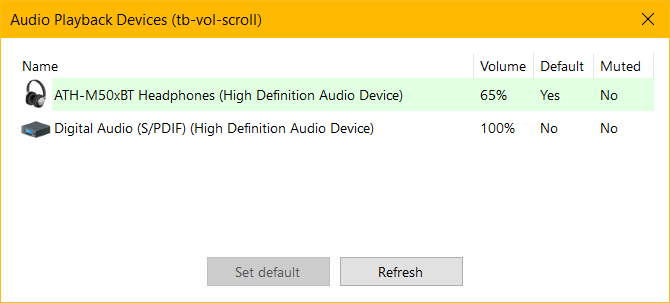 Audio Playback Devices (tb-vol-scroll)
Name Volume Default Muted
ATH-M50xBT Headphones (High Definition Audio Device) 65% Yes No
Digital Audio (S/PDIF) (High Definition Audio Device) 100% No No
Set default Refresh